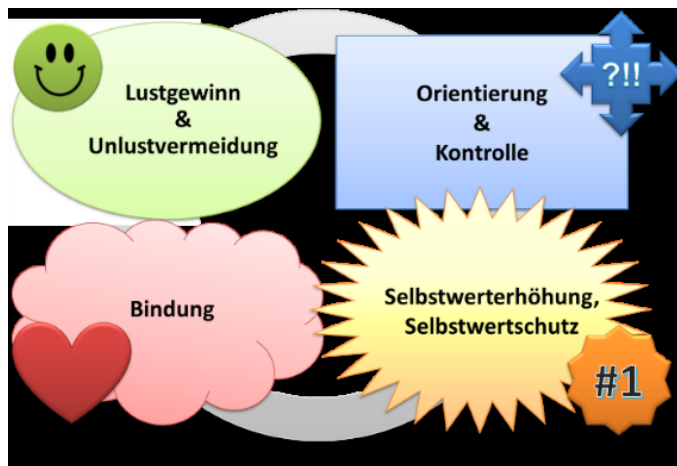 Lustgewinn
&
Unlustvermeidung
Orientierung
&
Kontrolle
?!!
Bindung
Selbstwerterhöhung,
Selbstwertschutz
#1